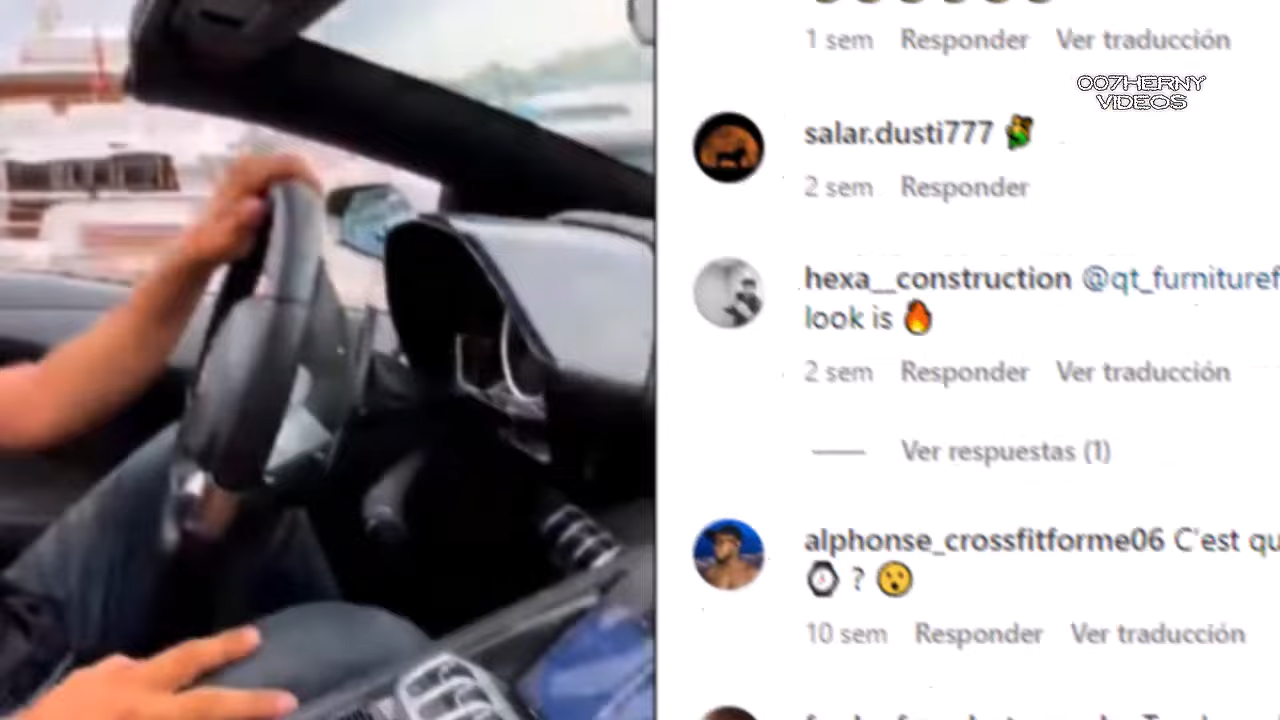 1 sem Responder Ver traducción
007HERNY
VIDEOS
salar.dusti777
2 sem Responder
hexa__construction @qt_furnituref
look is 🔥
2 sem Responder Ver traducción
Ver respuestas (1)
alphonse_crossfitforme06 C'est qu
⌚ ? 😯
10 sem Responder Ver traducción